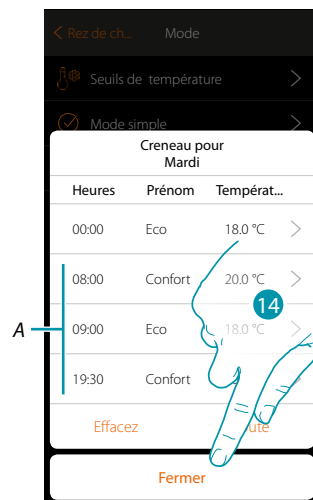 Rez de ch... Mode
Seuils de température
Mode simple
Creneau pour
Mardi
Heures Prénom Températ...
00:00 Eco 18.0 °C
08:00 Confort 20.0 °C
14
A
09:00 Eco 18.0 °C
19:30 Confort
Effacez
Fermer